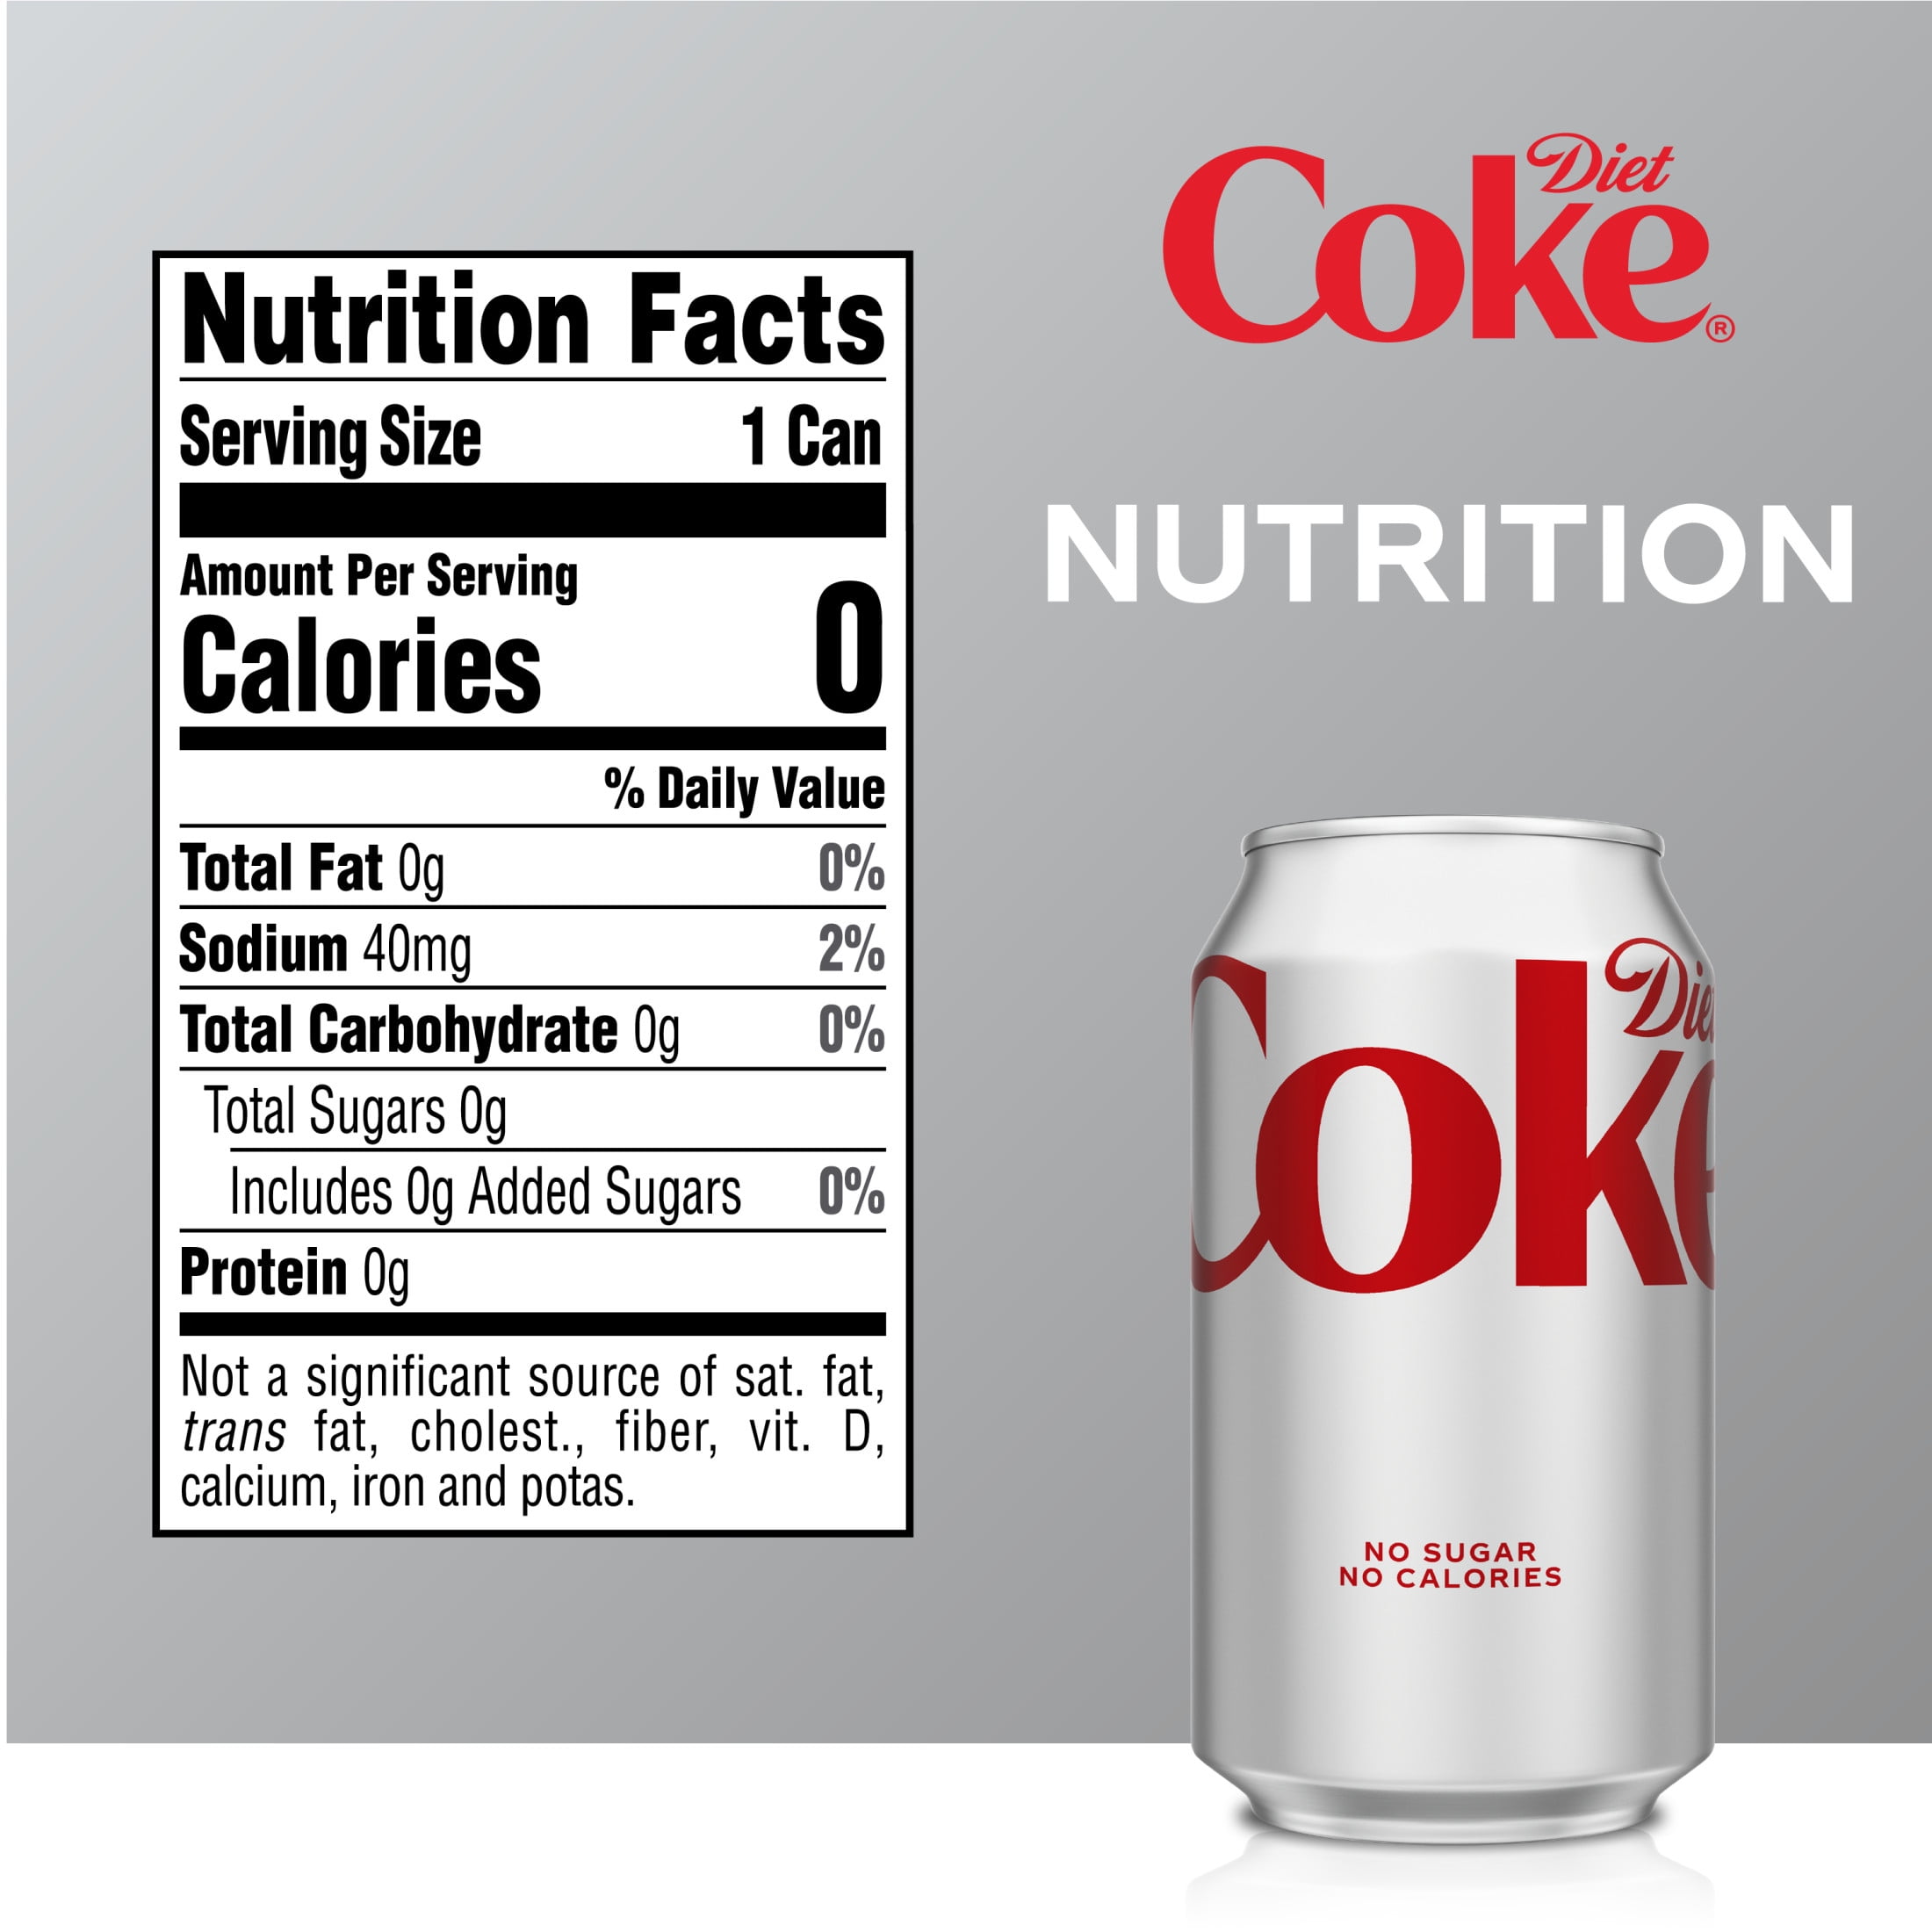 Nutrition Facts
Serving Size 1 Can
Amount Per Serving
Calories 0
% Daily Value
Total Fat 0g 0%
Sodium 40mg 2%
Total Carbohydrate 0g 0%
Total Sugars 0g
Includes 0g Added Sugars 0%
Protein 0g
Not a significant source of sat. fat,
trans fat, cholest., fiber, vit. D,
calcium, iron and potas.
Diet
Coke®
NUTRITION
Diet
Coke
NO SUGAR
NO CALORIES